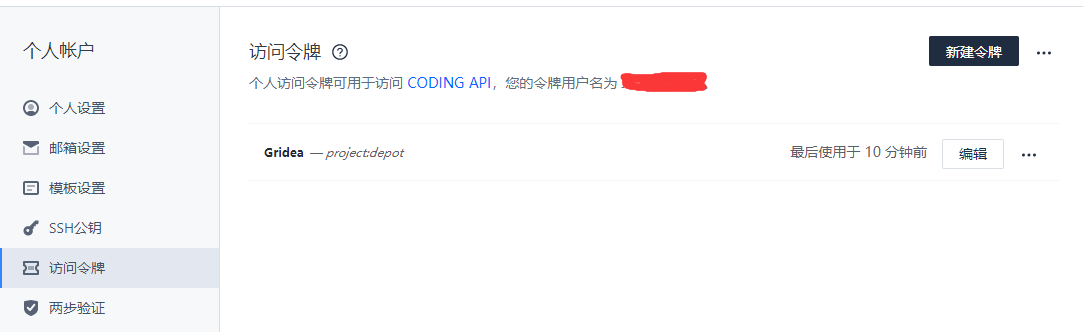 个人帐户
个人设置
邮箱设置
模板设置
SSH公钥
访问令牌
两步验证
访问令牌
新建令牌
个人访问令牌可用于访问 CODING API，您的令牌用户名为
Gridea — project:depot
最后使用于 10 分钟前
编辑